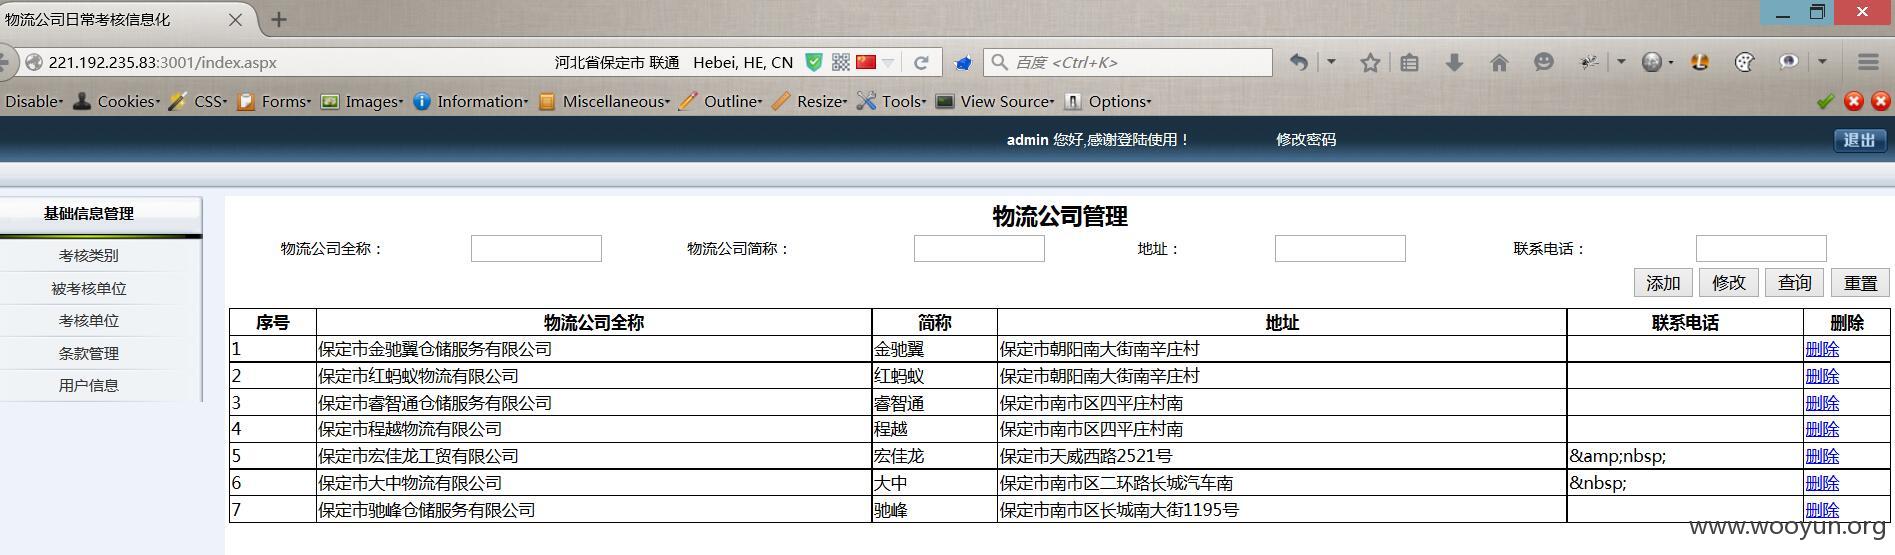 物流公司日常考核信息化
221.192.235.83:3001/index.aspx 河北省保定市 联通 Hebei, HE, CN 百度 <Ctrl+K>
Disable Cookies CSS Forms Images Information Miscellaneous Outline Resize Tools View Source Options
admin 您好,感谢登陆使用！ 修改密码 退出
基础信息管理
考核类别
被考核单位
考核单位
条款管理
用户信息
物流公司管理
物流公司全称： 物流公司简称： 地址： 联系电话：
添加 修改 查询 重置
序号 物流公司全称 简称 地址 联系电话 删除
1 保定市金驰翼仓储服务有限公司 金驰翼 保定市朝阳南大街南辛庄村 删除
2 保定市红蚂蚁物流有限公司 红蚂蚁 保定市朝阳南大街南辛庄村 删除
3 保定市睿智通仓储服务有限公司 睿智通 保定市南市区四平庄村南 删除
4 保定市程越物流有限公司 程越 保定市南市区四平庄村南 删除
5 保定市宏佳龙工贸有限公司 宏佳龙 保定市天威西路2521号 &amp;nbsp; 删除
6 保定市大中物流有限公司 大中 保定市南市区二环路长城汽车南 &nbsp; 删除
7 保定市驰峰仓储服务有限公司 驰峰 保定市南市区长城南大街1195号 删除
www.wooyun.org